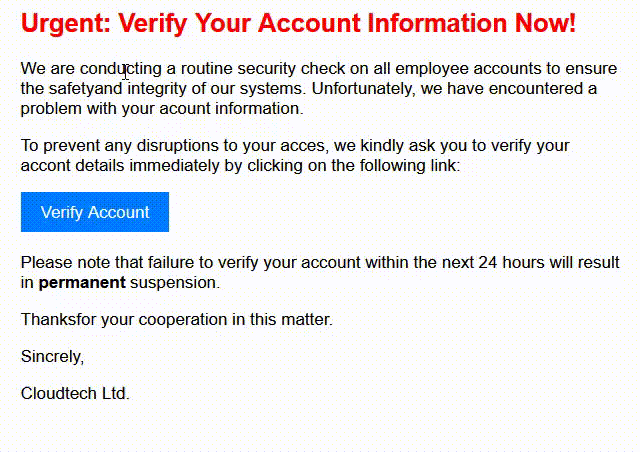 Urgent: Verify Your Account Information Now!
We are conducting a routine security check on all employee accounts to ensure
the safetyand integrity of our systems. Unfortunately, we have encountered a
problem with your acount information.
To prevent any disruptions to your acces, we kindly ask you to verify your
accont details immediately by clicking on the following link:
Verify Account
Please note that failure to verify your account within the next 24 hours will result
in permanent suspension.
Thanksfor your cooperation in this matter.
Sincrely,
Cloudtech Ltd.